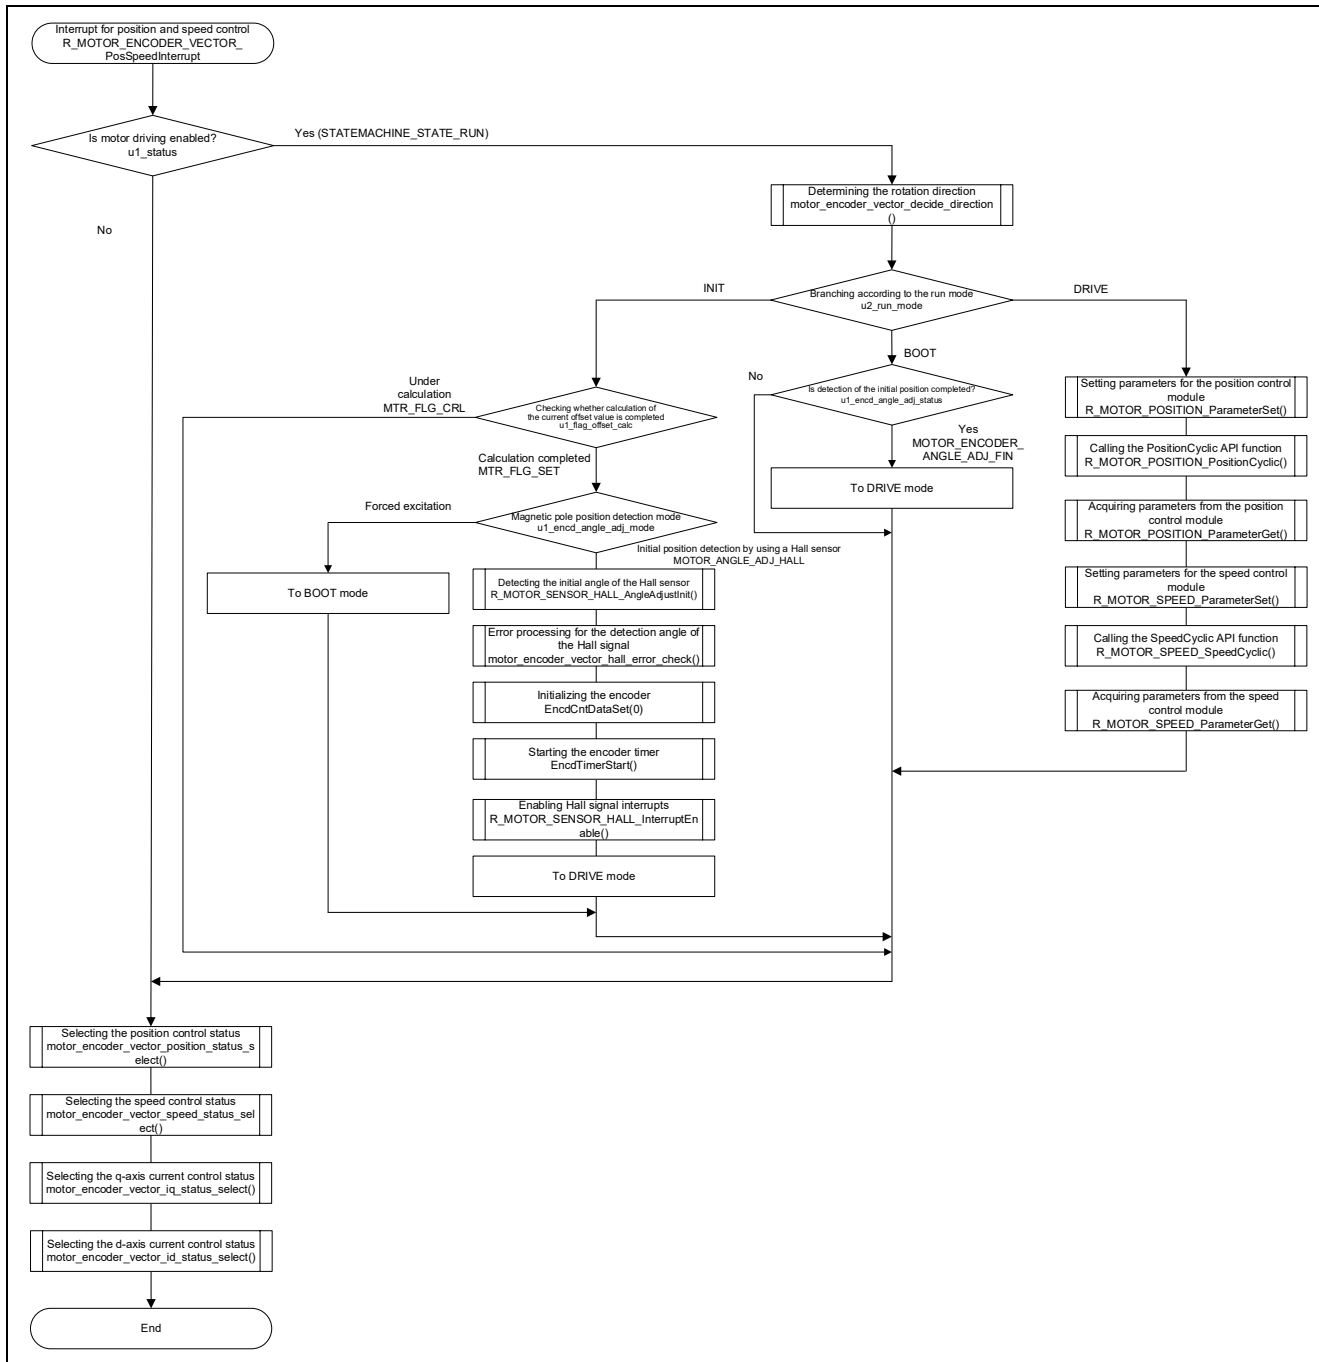 Interrupt for position and speed control
R_MOTOR_ENCODER_VECTOR_
PosSpeedInterrupt
Is motor driving enabled?
u1_status
Yes (STATEMACHINE_STATE_RUN)
No
Determining the rotation direction
motor_encoder_vector_decide_direction
()
Branching according to the run mode
u2_run_mode
INIT
DRIVE
BOOT
Under
calculation
MTR_FLG_CRL
Checking whether calculation of
the current offset value is completed
u1_flag_offset_calc
Calculation completed
MTR_FLG_SET
Forced excitation
Magnetic pole position detection mode
u1_encd_angle_adj_mode
Initial position detection by using a Hall sensor
MOTOR_ANGLE_ADJ_HALL
To BOOT mode
Detecting the initial angle of the Hall sensor
R_MOTOR_SENSOR_HALL_AngleAdjustInit()
Error processing for the detection angle of
the Hall signal
motor_encoder_vector_hall_error_check()
Initializing the encoder
EncdCntDataSet(0)
Starting the encoder timer
EncdTimerStart()
Enabling Hall signal interrupts
R_MOTOR_SENSOR_HALL_InterruptEn
able()
To DRIVE mode
No
Is detection of the initial position completed?
u1_encd_angle_adj_status
Yes
MOTOR_ENCODER_
ANGLE_ADJ_FIN
To DRIVE mode
Setting parameters for the position control
module
R_MOTOR_POSITION_ParameterSet()
Calling the PositionCyclic API function
R_MOTOR_POSITION_PositionCyclic()
Acquiring parameters from the position
control module
R_MOTOR_POSITION_ParameterGet()
Setting parameters for the speed control
module
R_MOTOR_SPEED_ParameterSet()
Calling the SpeedCyclic API function
R_MOTOR_SPEED_SpeedCyclic()
Acquiring parameters from the speed
control module
R_MOTOR_SPEED_ParameterGet()
Selecting the position control status
motor_encoder_vector_position_status_s
elect()
Selecting the speed control status
motor_encoder_vector_speed_status_sel
ect()
Selecting the q-axis current control status
motor_encoder_vector_iq_status_select()
Selecting the d-axis current control status
motor_encoder_vector_id_status_select()
End